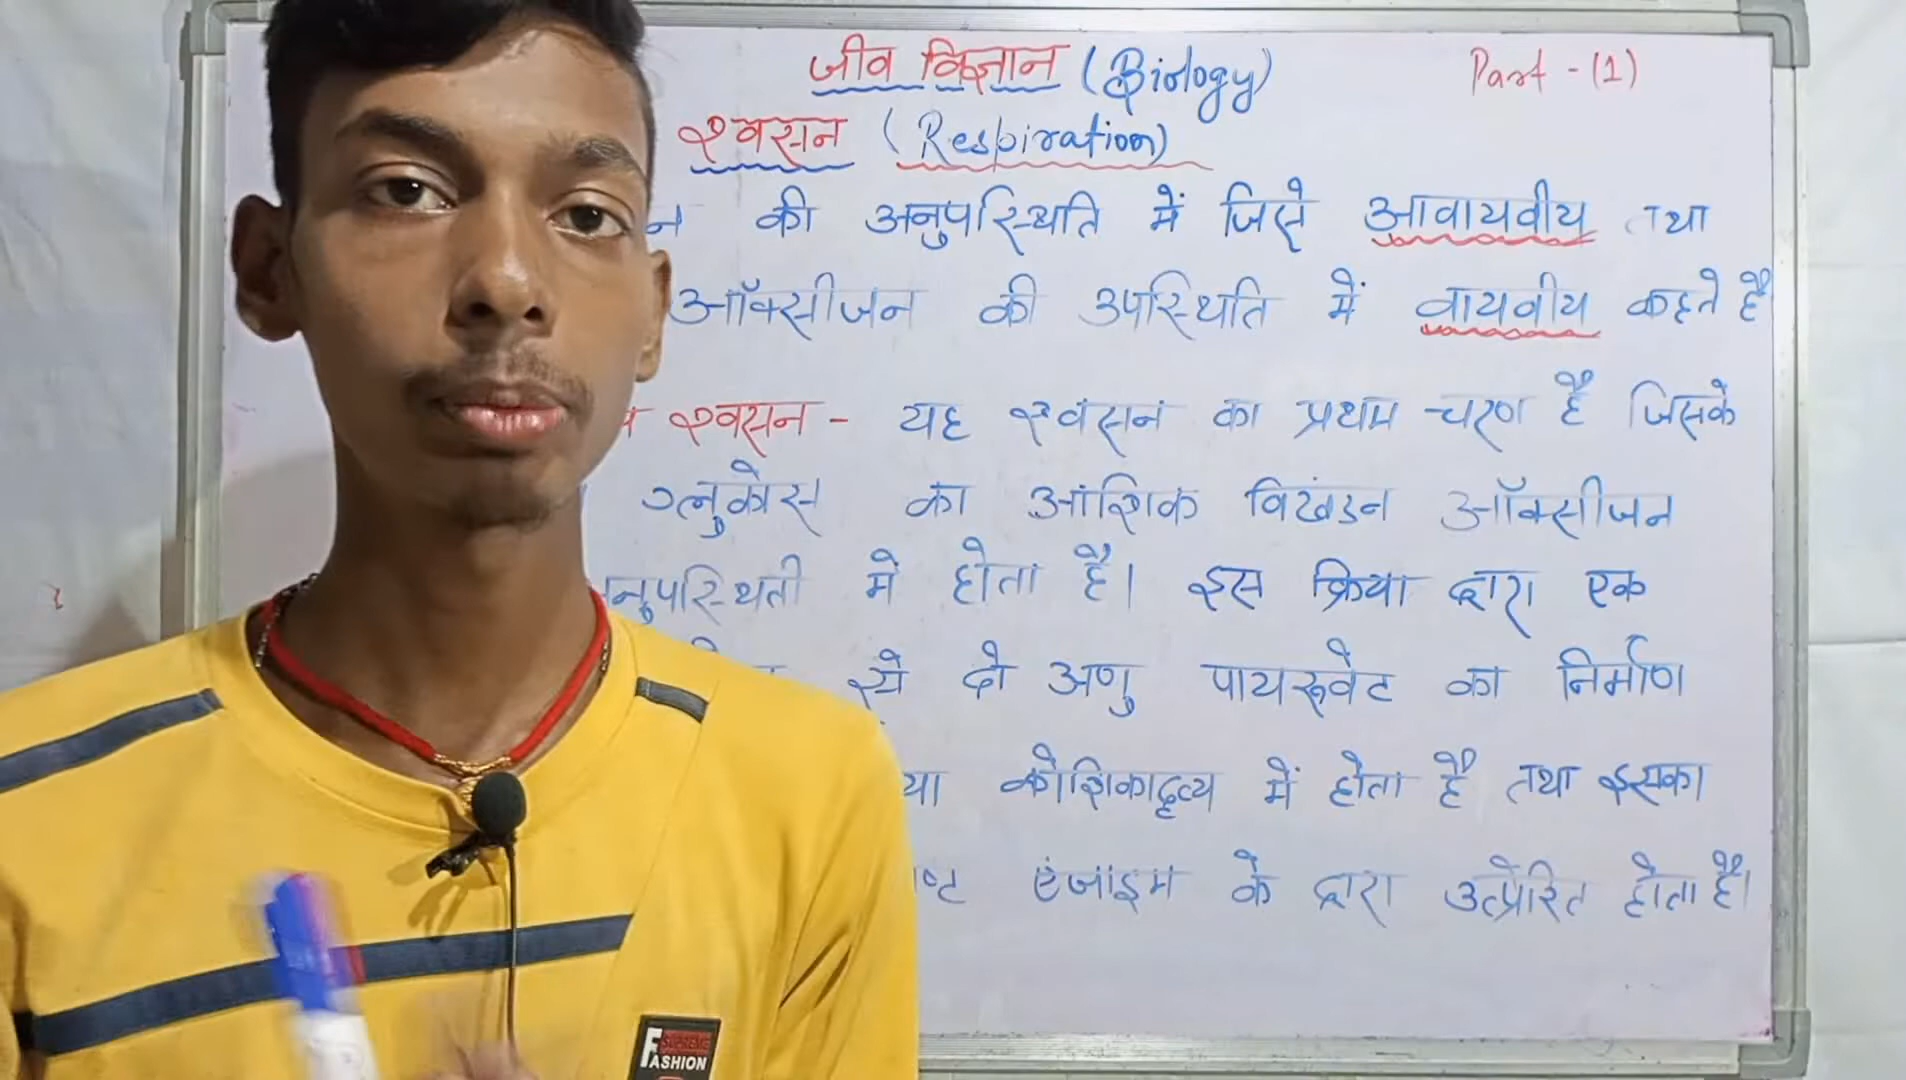 जीव विज्ञान (Biology)
Part - (1)
श्वसन (Respiration)
की अनुपस्थिति में जिसे आवायवीय तथा
ऑक्सीजन की उपस्थिति में वायवीय कहते है
श्वसन - यह श्वसन का प्रथम चरण है जिसके
ग्लुकोस का आंशिक विखंडन ऑक्सीजन
नुपस्थिती में होता है। इस क्रिया द्वारा एक
से दो अणु पायरूवेट का निर्माण
या कोशिकाद्रव्य में होता है तथा इसका
ष्ट एंजाइम के द्वारा उत्प्रेरित होता है।
SUPREME
FASHION